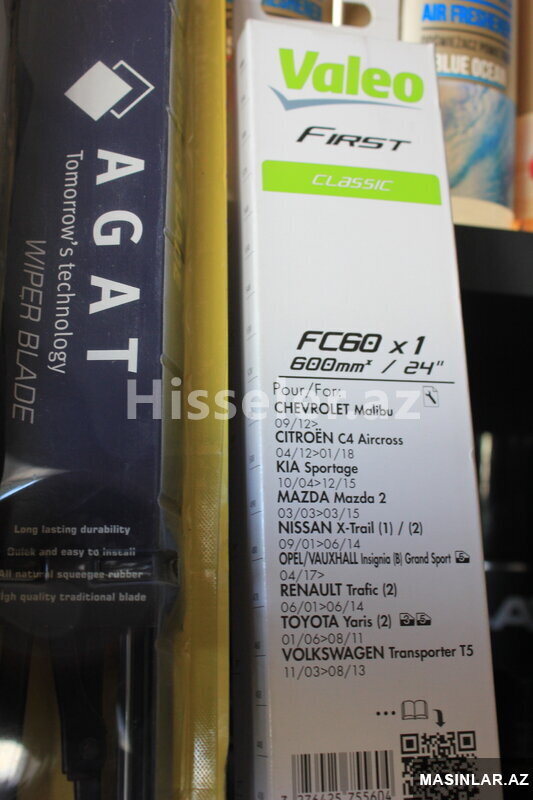 AGAT
Tomorrow's technology
WIPER BLADE
Long lasting durability
Quick and easy to install
All natural squeegee rubber
High quality traditional blade
Valeo
FIRST
CLASSIC
FC60 x 1
600mmˣ / 24"
Pour/For:
CHEVROLET Malibu
09/12>
CITROËN C4 Aircross
04/12>01/18
KIA Sportage
10/04>12/15
MAZDA Mazda 2
03/03>03/15
NISSAN X-Trail (1) / (2)
09/01>06/14
OPEL/VAUXHALL Insignia (B) Grand Sport 5
04/17>
RENAULT Trafic (2)
06/01>06/14
TOYOTA Yaris (2) 3 5
01/06>08/11
VOLKSWAGEN Transporter T5
11/03>08/13
...
AIR FRESHENER
BLUE OCEAN
Hisseler.az
MASINLAR.AZ